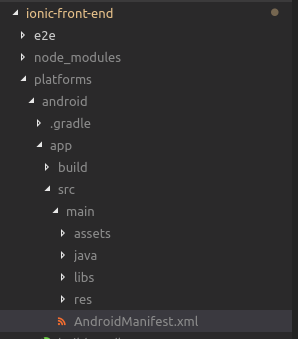 ionic-front-end
e2e
node_modules
platforms
android
.gradle
app
build
src
main
assets
java
libs
res
AndroidManifest.xml